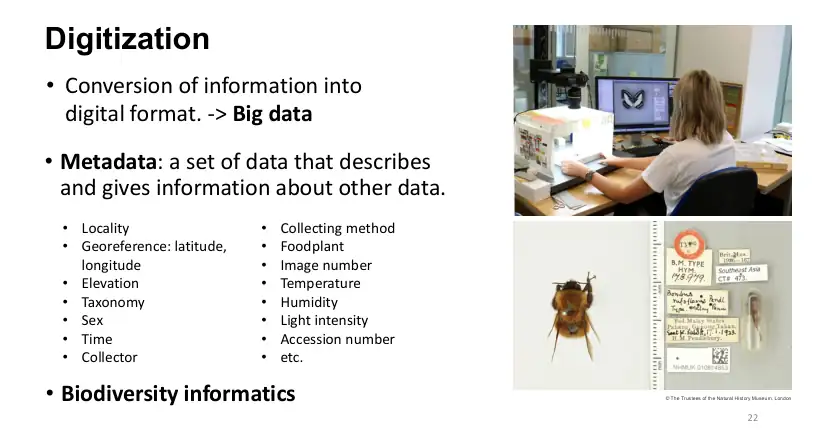 Digitization
• Conversion of information into
digital format. -> Big data
• Metadata: a set of data that describes
and gives information about other data.
• Locality
• Georeference: latitude,
longitude
• Elevation
• Taxonomy
• Sex
• Time
• Collector
• Collecting method
• Foodplant
• Image number
• Temperature
• Humidity
• Light intensity
• Accession number
• etc.
• Biodiversity informatics
B.M. TYPE
HYM.
Southeast Asia
Type.
© The Trustees of the Natural History Museum, London
22